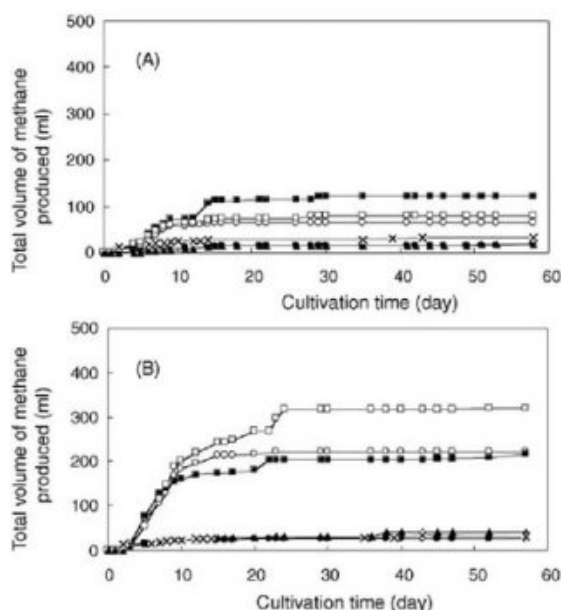 500
(A)
400
300
200
100
0
Total volume of methane
produced (ml)
0 10 20 30 40 50 60
Cultivation time (day)
500
(B)
400
300
200
100
0
Total volume of methane
produced (ml)
0 10 20 30 40 50 60
Cultivation time (day)